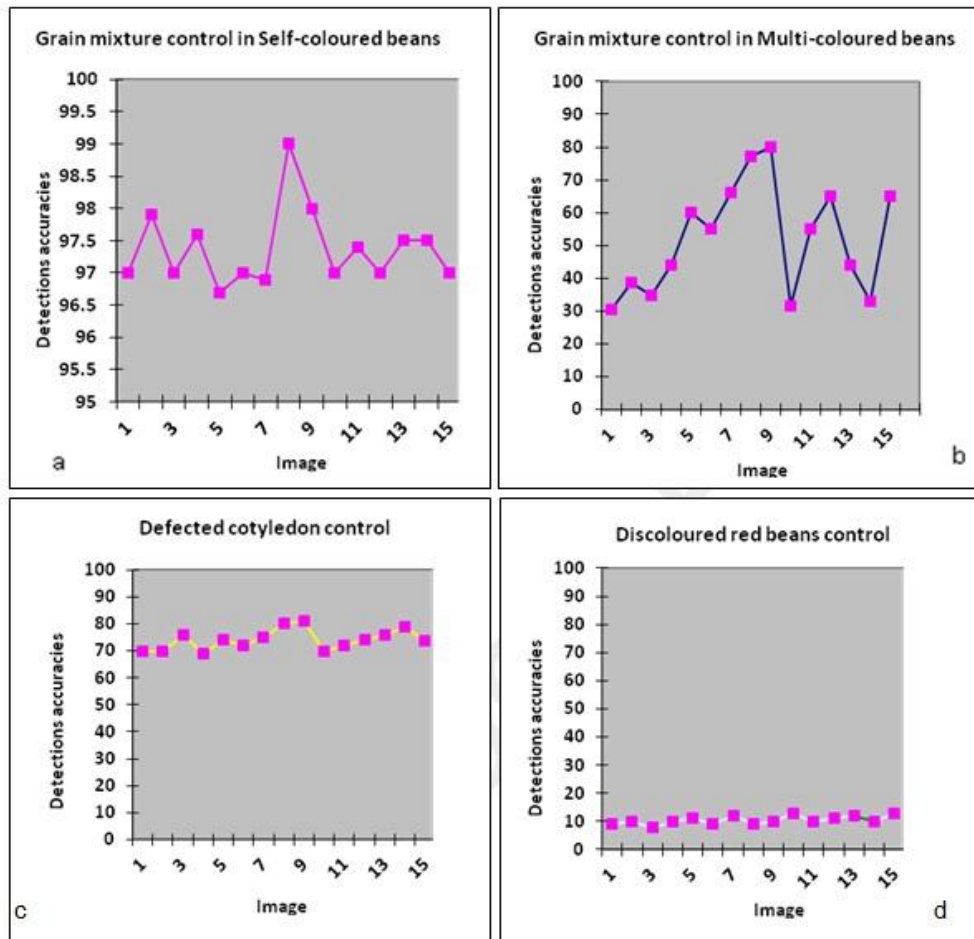 Grain mixture control in Self-coloured beans
Detections accuracies
100
99.5
99
98.5
98
97.5
97
96.5
96
95.5
95
1 3 5 7 9 11 13 15
Image
a
Grain mixture control in Multi-coloured beans
Detections accuracies
100
90
80
70
60
50
40
30
20
10
0
1 3 5 7 9 11 13 15
Image
b
Defected cotyledon control
Detections accuracies
100
90
80
70
60
50
40
30
20
10
0
1 3 5 7 9 11 13 15
Image
c
Discoloured red beans control
Detections accuracies
100
90
80
70
60
50
40
30
20
10
0
1 3 5 7 9 11 13 15
Image
d